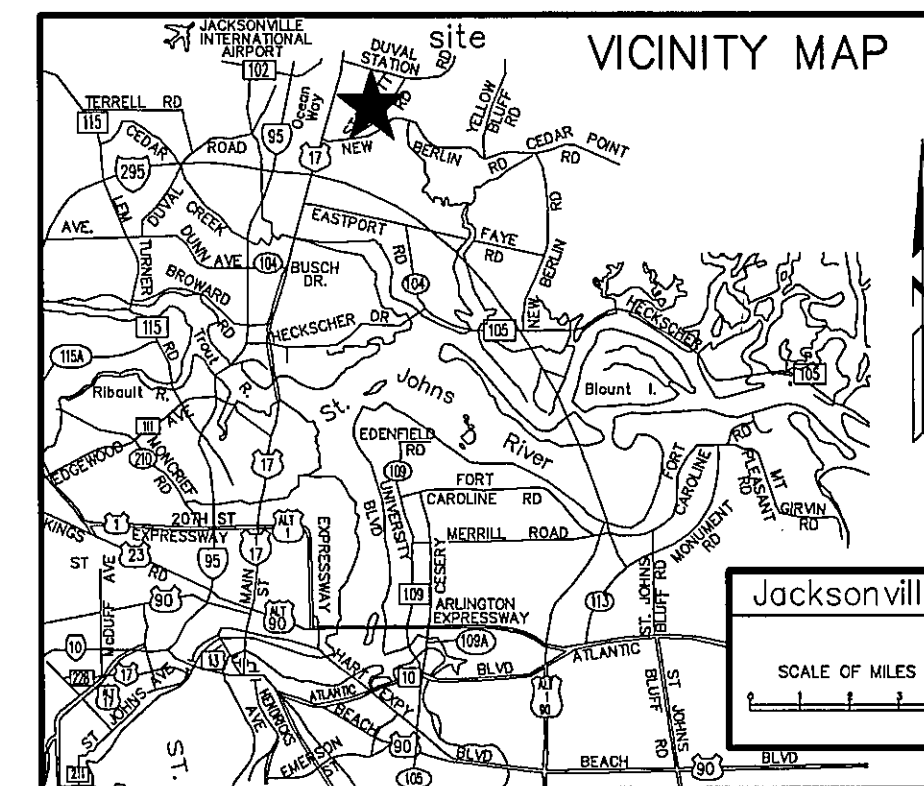 VICINITY MAP
site
JACKSONVILLE
INTERNATIONAL
AIRPORT
102
DUVAL
STATION
RD
Ocean
Way
RD
YELLOW
BLUFF
RD
TERRELL RD
115
CEDAR
ROAD
95
17
NEW
BERLIN
RD
CEDAR POINT
RD
295
LEM
TURNER
RD
DUVAL
CREEK
EASTPORT
RD
FAYE
RD
NEW
BERLIN
RD
AVE.
DUNN AVE
104
BUSCH
DR.
104
BROWARD
RD
HECKSCHER DR
105
HECKSCHER
105
115
115A
Trout
R.
Ribault R.
Blount I.
St. Johns
River
111
EDGEWOOD
AVE.
210
MONCRIEF
RD
17
EDENFIELD
RD
109
UNIVERSITY
BLVD
FORT
CAROLINE RD
FORT
CAROLINE
RD
MT
PLEASANT
RD
GIRVIN
RD
KINGS
RD
1
20TH ST
EXPRESSWAY
ALT
1
EXPRESSWAY
MERRILL ROAD
MONUMENT
RD
23
95
17
MAIN
ST
CESERY
109
ST
McDUFF AVE
90
ALT
90
ARLINGTON
EXPRESSWAY
109A
113
ST. JOHNS
BLUFF RD
Jacksonvill
SCALE OF MILES
0 1 2 3
10
228
17
17
ST
JOHNS
AVE
13
HART EXPY
ATLANTIC
10
BLVD
ATLANTIC
ALT
1
90
ST
JOHNS
BLUFF
RD
HENDRICKS
AVE
BEACH
90
BLVD
BEACH
90
BLVD
EMERSON
ST.
105
211
ST.